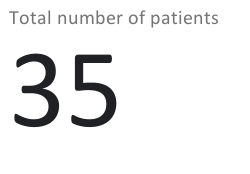 Total number of patients
35